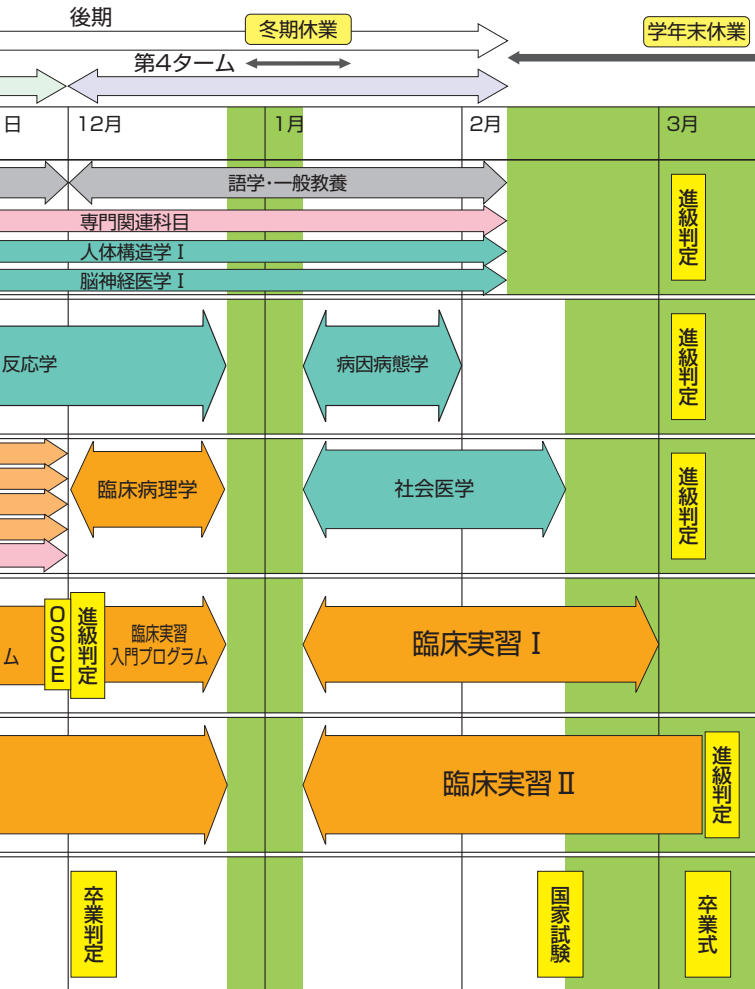 後期
冬期休業
学年末休業
第4ターム
日
12月
1月
2月
3月
語学・一般教養
専門関連科目
人体構造学Ⅰ
脳神経医学Ⅰ
進級判定
反応学
病因病態学
進級判定
臨床病理学
社会医学
進級判定
ム
OSCE
進級判定
臨床実習
入門プログラム
臨床実習Ⅰ
臨床実習Ⅱ
進級判定
卒業判定
国家試験
卒業式